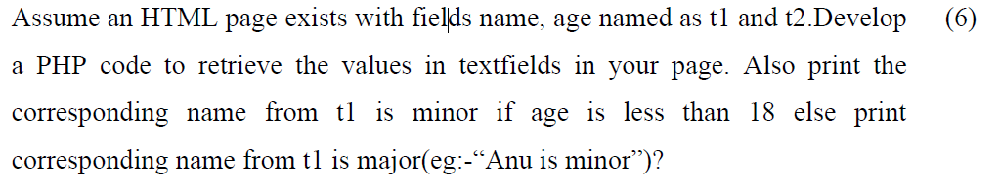 Assume an HTML page exists with fields name, age named as t1 and t2.Develop (6)
a PHP code to retrieve the values in textfields in your page. Also print the
corresponding name from t1 is minor if age is less than 18 else print
corresponding name from t1 is major(eg:-“Anu is minor”)?